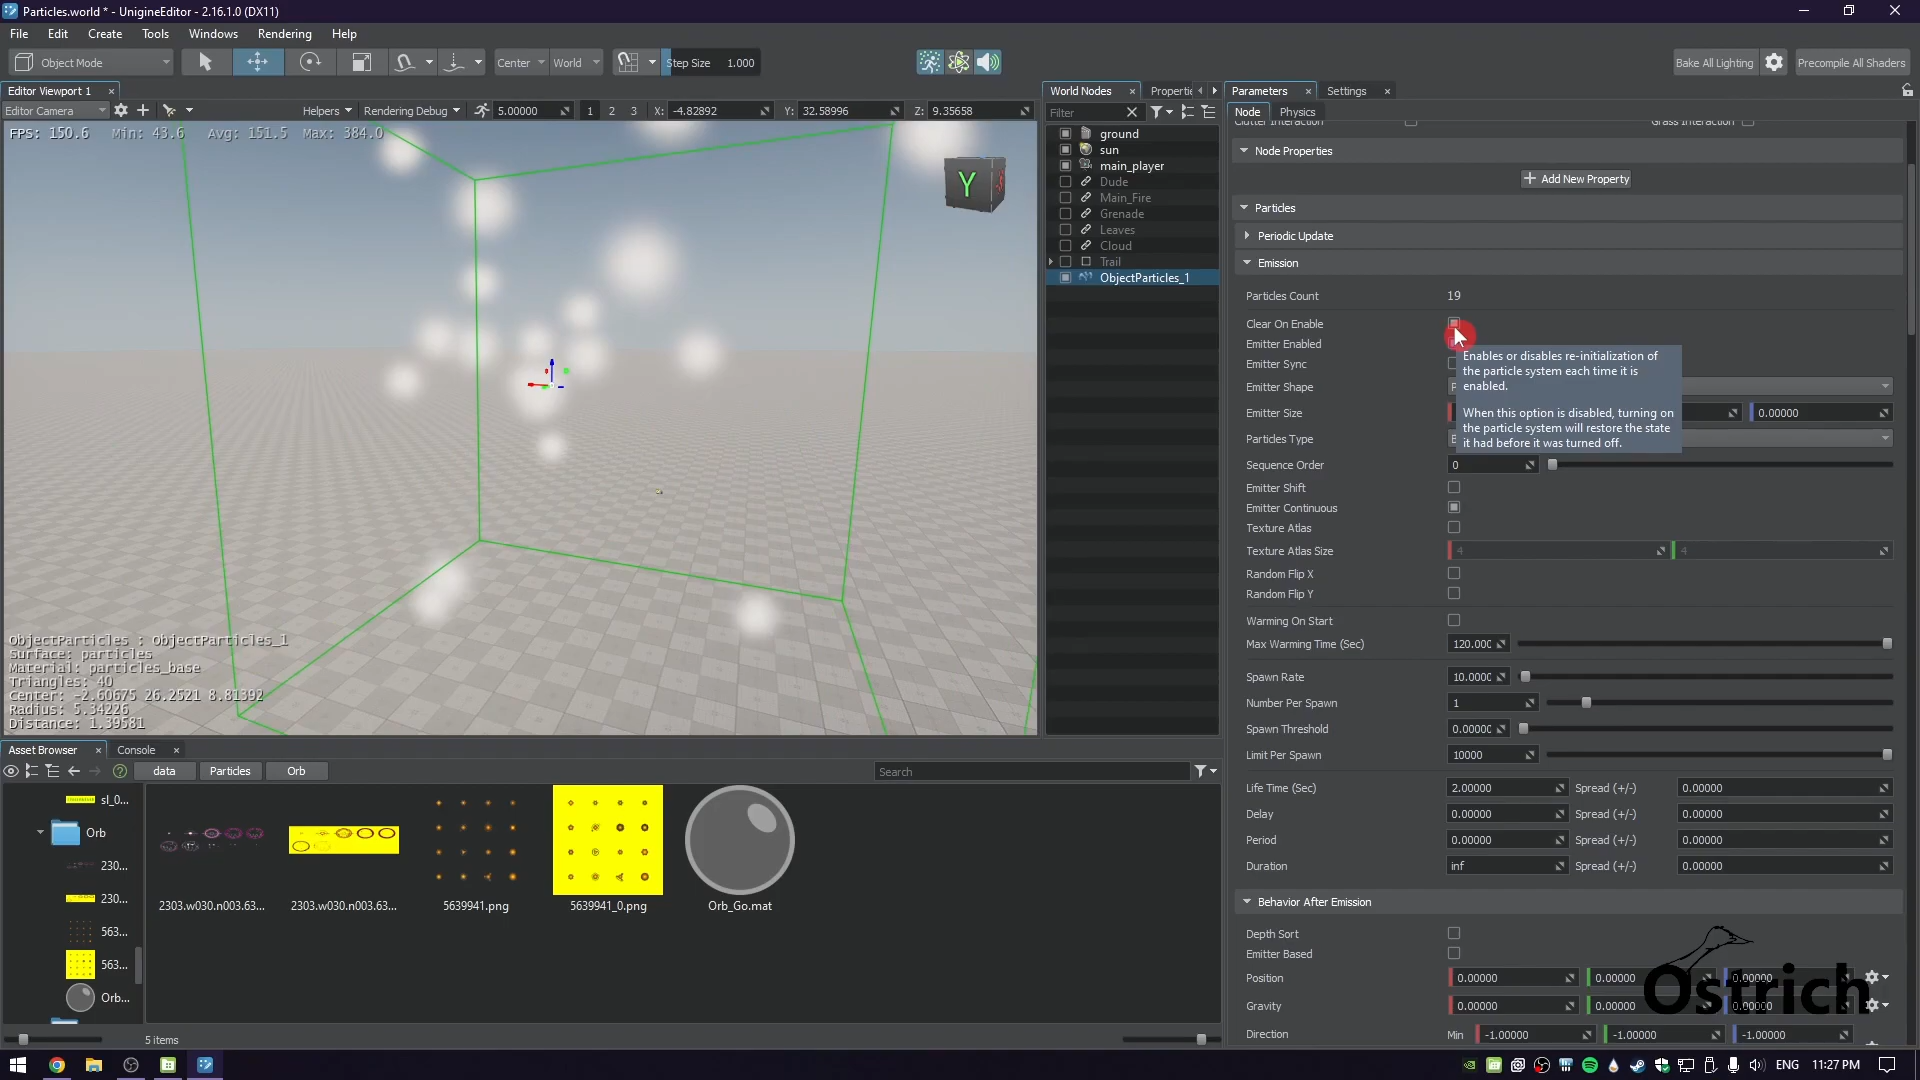 Particles.world * - UnigineEditor - 2.16.1.0 (DX11)
File Edit Create Tools Windows Rendering Help
Object Mode Center World Step Size 1.000 Bake All Lighting Precompile All Shaders
Editor Viewport 1
Editor Camera Helpers Rendering Debug 5.00000 1 2 3 X: -4.82892 Y: 32.58996 Z: 9.35658
FPS: 150.6 Min: 43.6 Avg: 151.5 Max: 384.0
Y
ObjectParticles : ObjectParticles_1
Surface: particles
Material: particles_base
Triangles: 40
Center: -2.60675 26.2521 8.81392
Radius: 5.34226
Distance: 1.39581
World Nodes
Filter
ground
sun
main_player
Dude
Main_Fire
Grenade
Leaves
Cloud
Trail
ObjectParticles_1
Parameters Settings
Node Physics
Clutter Interaction Grass Interaction
Node Properties
Add New Property
Particles
Periodic Update
Emission
Particles Count 19
Clear On Enable
Emitter Enabled
Emitter Sync
Emitter Shape
Emitter Size 0.00000
Particles Type
Enables or disables re-initialization of
the particle system each time it is
enabled.
When this option is disabled, turning on
the particle system will restore the state
it had before it was turned off.
Sequence Order 0
Emitter Shift
Emitter Continuous
Texture Atlas
Texture Atlas Size 4 4
Random Flip X
Random Flip Y
Warming On Start
Max Warming Time (Sec) 120.000
Spawn Rate 10.0000
Number Per Spawn 1
Spawn Threshold 0.00000
Limit Per Spawn 10000
Life Time (Sec) 2.00000 Spread (+/-) 0.00000
Delay 0.00000 Spread (+/-) 0.00000
Period 0.00000 Spread (+/-) 0.00000
Duration inf Spread (+/-) 0.00000
Behavior After Emission
Depth Sort
Emitter Based
Position 0.00000 0.00000 0.00000
Gravity 0.00000 0.00000 0.00000
Direction Min -1.00000 -1.00000 -1.00000
Ostrich
Asset Browser Console
data Particles Orb Search
sl_0...
Orb
230...
230...
563...
563...
Orb...
2303.w030.n003.63... 2303.w030.n003.63... 5639941.png 5639941_0.png Orb_Go.mat
5 items
ENG 11:27 PM